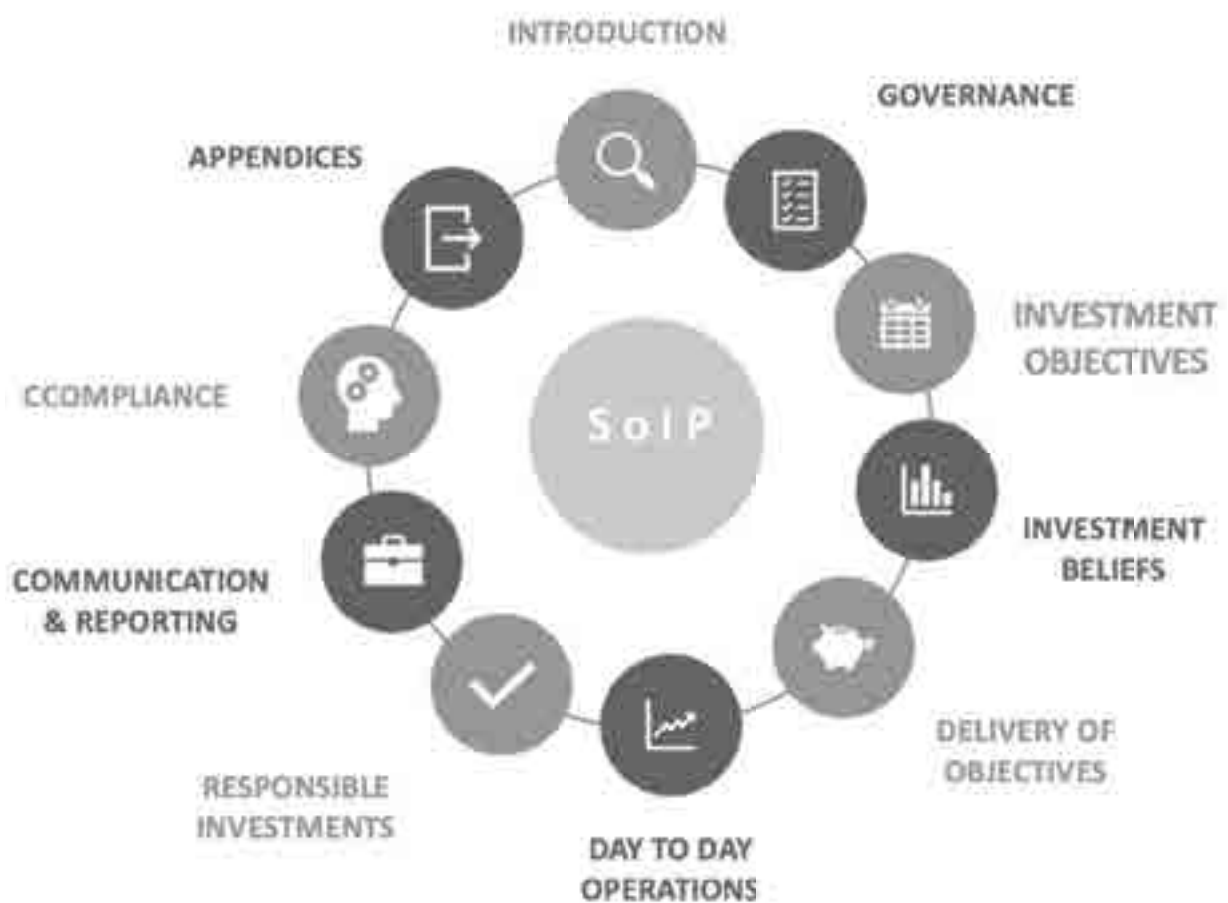 INTRODUCTION
GOVERNANCE
INVESTMENT
OBJECTIVES
INVESTMENT
BELIEFS
DELIVERY OF
OBJECTIVES
DAY TO DAY
OPERATIONS
RESPONSIBLE
INVESTMENTS
COMMUNICATION
& REPORTING
CCOMPLIANCE
APPENDICES
SoIP